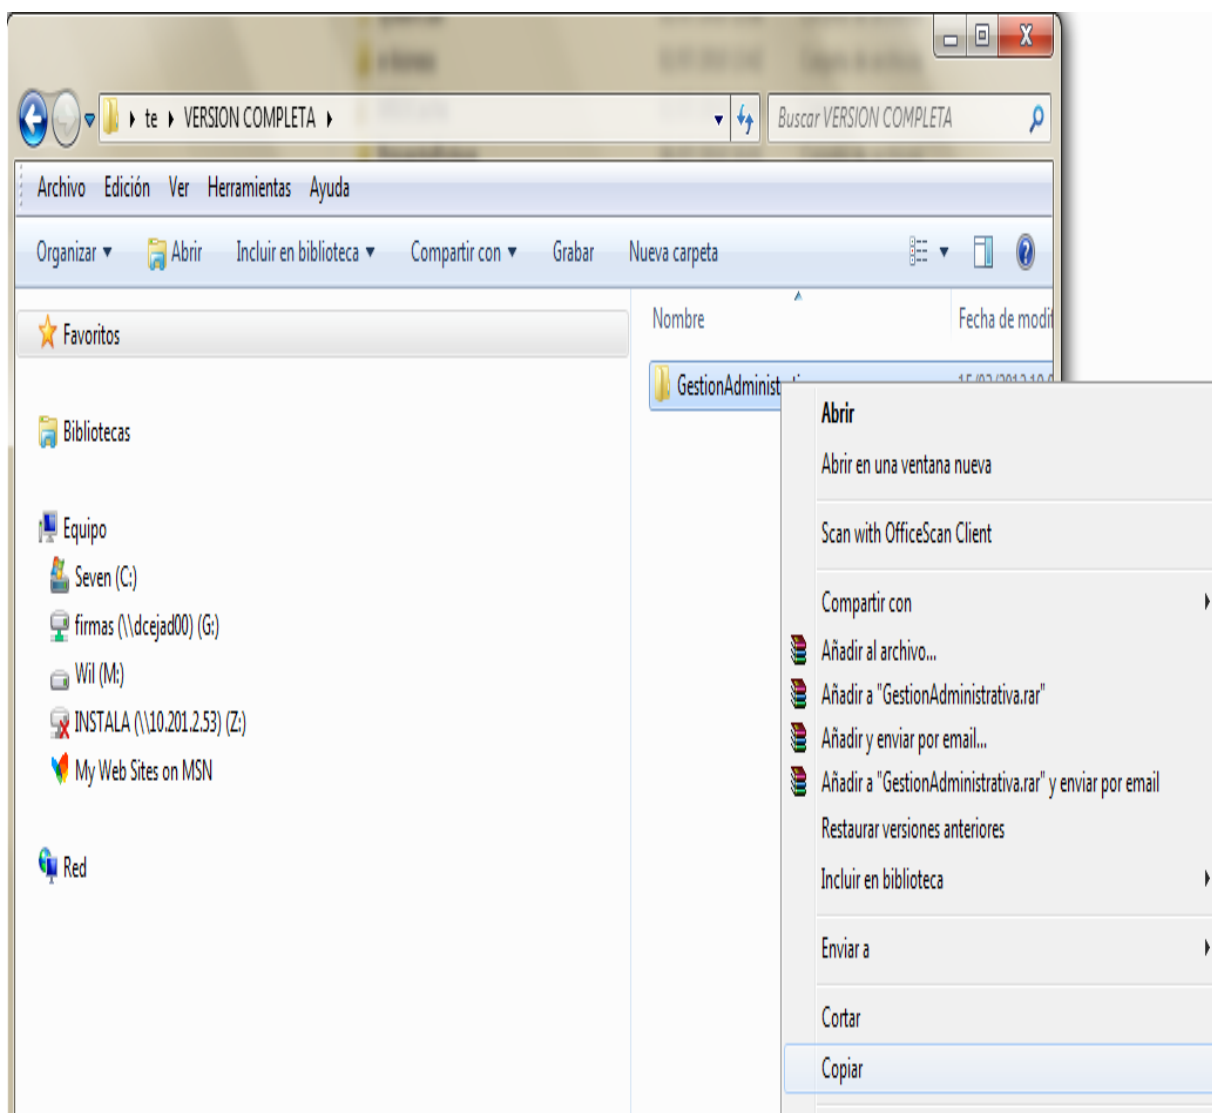 te VERSION COMPLETA
Buscar VERSION COMPLETA
Archivo Edición Ver Herramientas Ayuda
Organizar Abrir Incluir en biblioteca Compartir con Grabar Nueva carpeta
Nombre Fecha de modif
Favoritos
GestionAdminist
Bibliotecas
Equipo
Seven (C:)
firmas (\\dcejad00) (G:)
Wil (M:)
INSTALA (\\10.201.2.53) (Z:)
My Web Sites on MSN
Red
Abrir
Abrir en una ventana nueva
Scan with OfficeScan Client
Compartir con
Añadir al archivo...
Añadir a "GestionAdministrativa.rar"
Añadir y enviar por email...
Añadir a "GestionAdministrativa.rar" y enviar por email
Restaurar versiones anteriores
Incluir en biblioteca
Enviar a
Cortar
Copiar